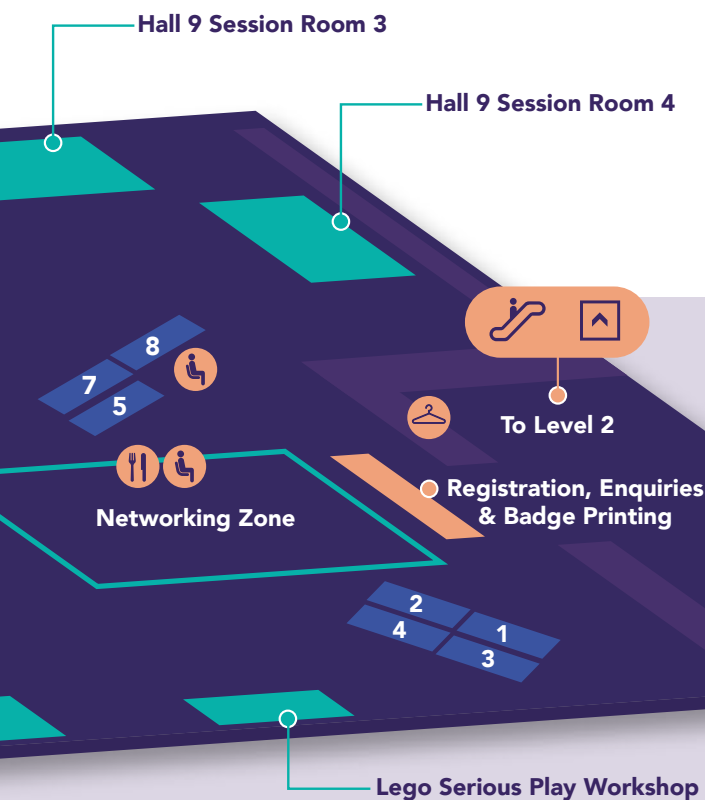 Hall 9 Session Room 3
Hall 9 Session Room 4
8
7
5
To Level 2
Registration, Enquiries
& Badge Printing
Networking Zone
2
1
4
3
Lego Serious Play Workshop